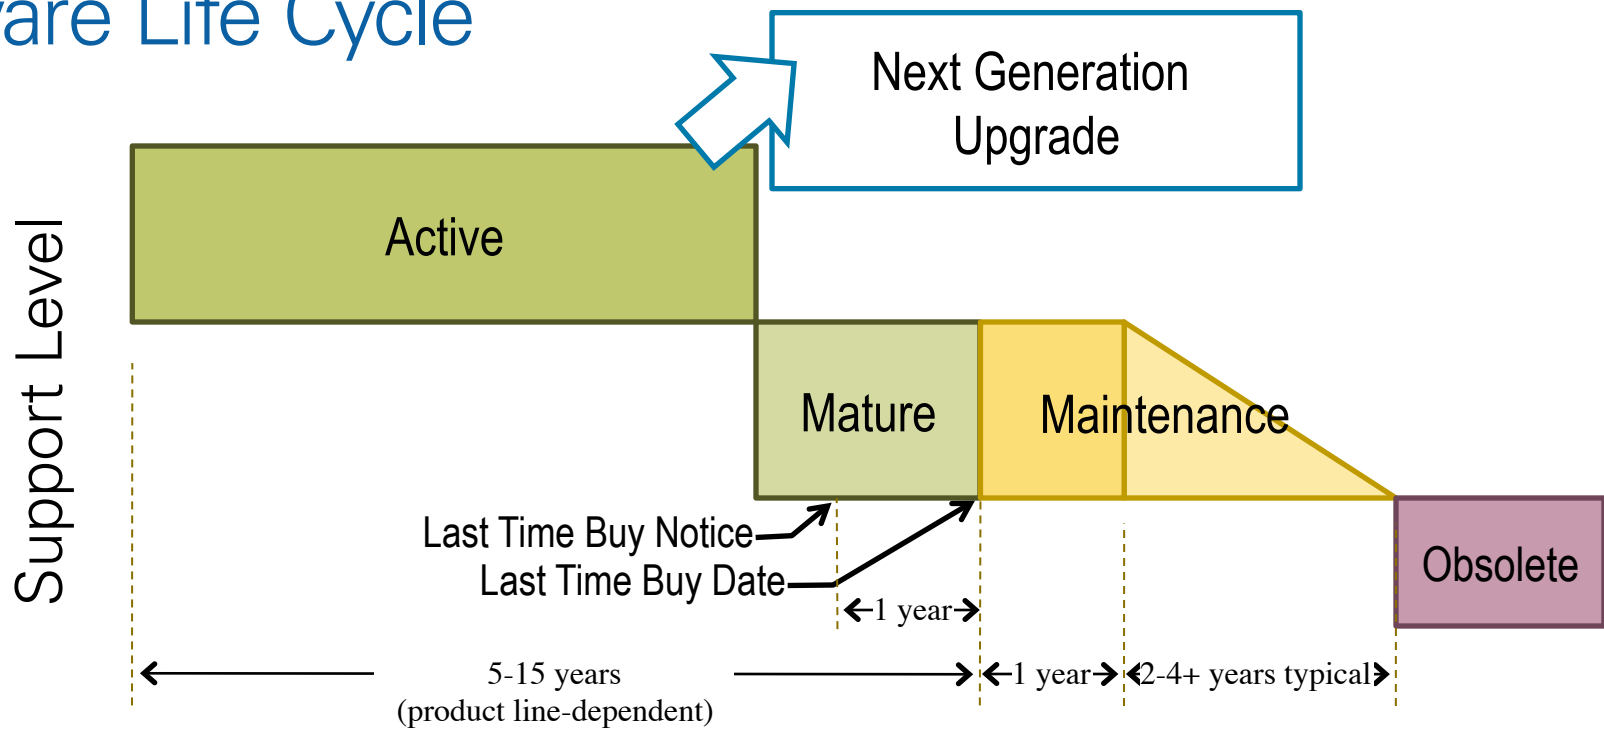 are Life Cycle
Next Generation
Upgrade
Active
Support Level
Mature
Maintenance
Last Time Buy Notice
Last Time Buy Date
Obsolete
1 year
5-15 years
(product line-dependent)
1 year
2-4+ years typical